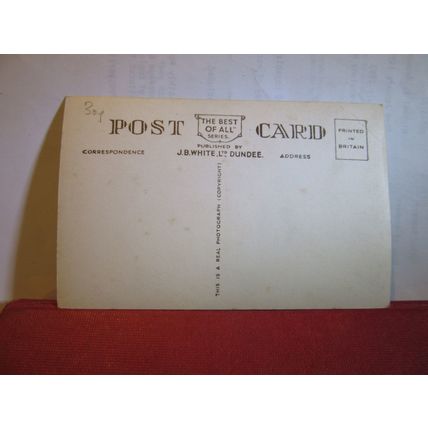 30p
POST CARD
"THE BEST
OF ALL"
SERIES.
PRINTED
IN
BRITAIN
PUBLISHED BY
CORRESPONDENCE J.B.WHITE, LTD DUNDEE. ADDRESS
THIS IS A REAL PHOTOGRAPH (COPYRIGHT)